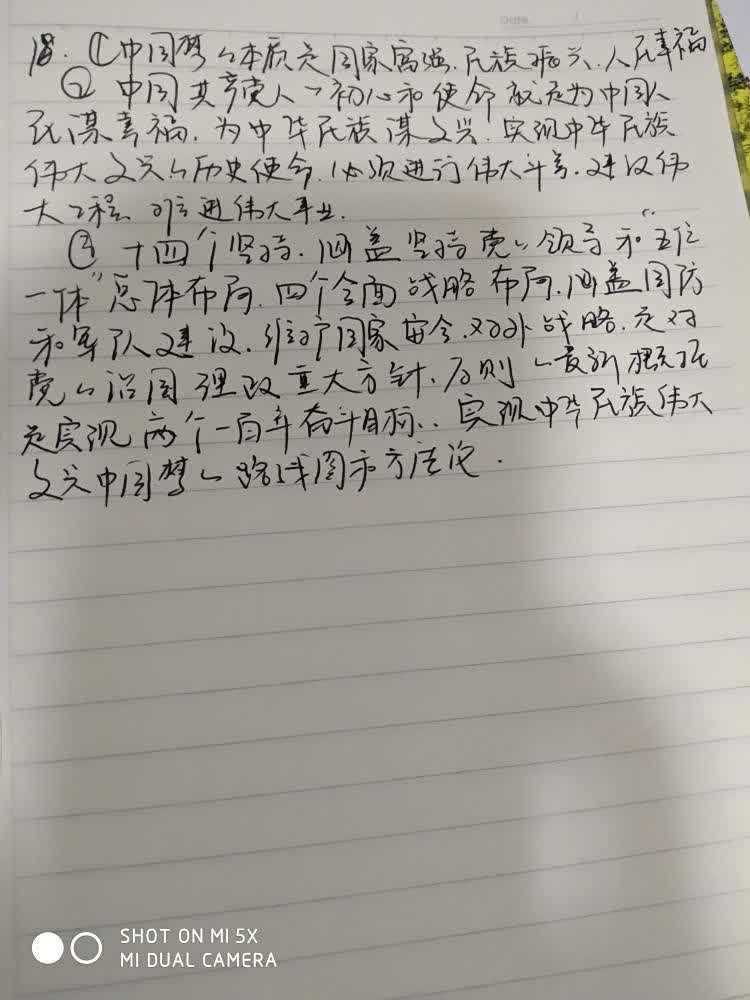 Date. /
18. ①中国梦的本质是国家富强、民族振兴、人民幸福
② 中国共产党人的初心和使命就是为中国人
民谋幸福,为中华民族谋复兴.实现中华民族
伟大复兴的历史使命,必须进行伟大斗争.建设伟
大工程 推进伟大事业.
③ 十四个坚持.涵盖坚持党的领导和“五位
一体”总体布局.四个全面战略布局.涵盖国防
和军队建设.维护国家安全.对外战略.是对
党的治国理政重大方针、原则的最新概括
是实现两个一百年奋斗目标、实现中华民族伟大
复兴中国梦的路线图和方法论.
SHOT ON MI 5X
MI DUAL CAMERA